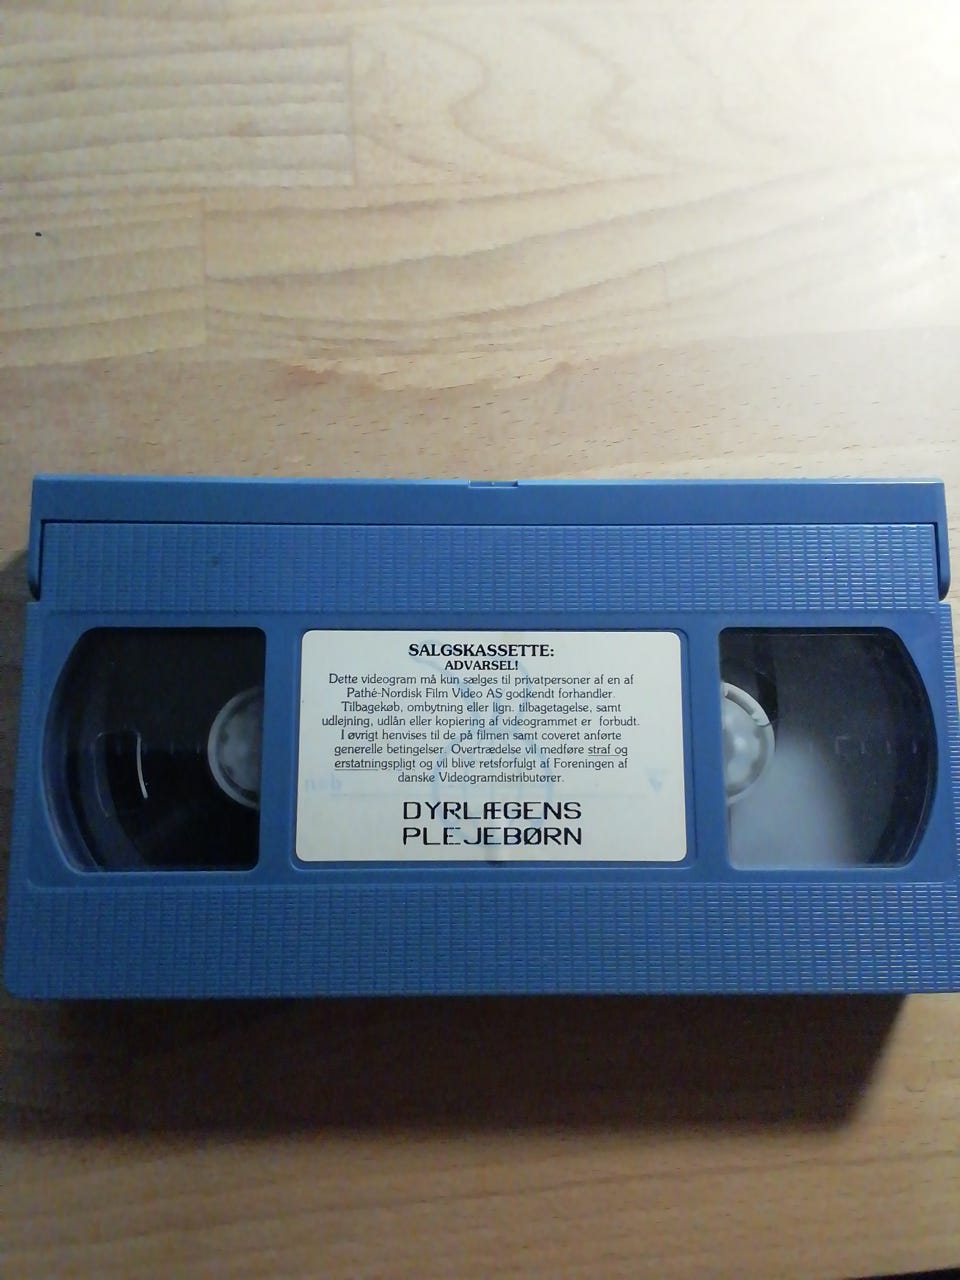 SALGSKASSETTE:
ADVARSEL!
Dette videogram må kun sælges til privatpersoner af en af
Pathé-Nordisk Film Video AS godkendt forhandler.
Tilbagekøb, ombytning eller lign. tilbagetagelse, samt
udlejning, udlån eller kopiering af videogrammet er forbudt.
I øvrigt henvises til de på filmen samt coveret anførte
generelle betingelser. Overtrædelse vil medføre straf og
erstatningspligt og vil blive retsforfulgt af Foreningen af
danske Videogramdistributører.
DYRLÆGENS
PLEJEBØRN